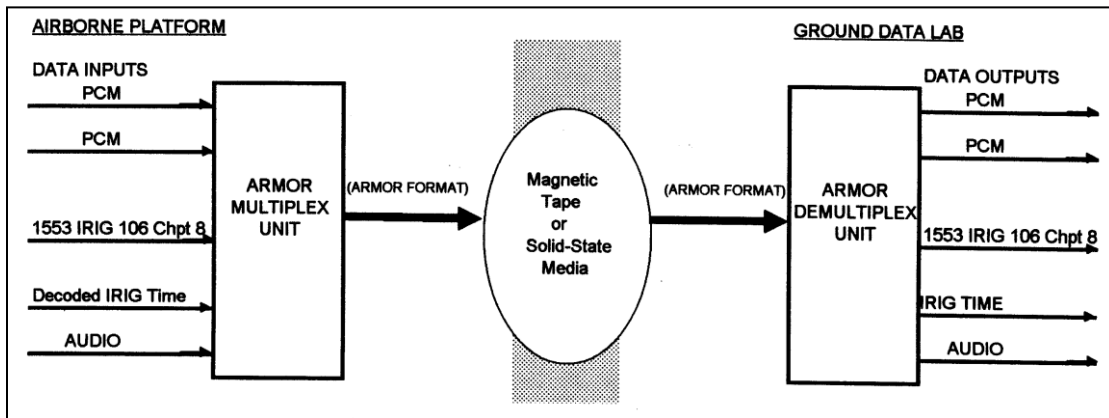 AIRBORNE PLATFORM
DATA INPUTS
PCM
PCM
1553 IRIG 106 Chpt 8
Decoded IRIG Time
AUDIO
ARMOR
MULTIPLEX
UNIT
(ARMOR FORMAT)
Magnetic
Tape
or
Solid-State
Media
(ARMOR FORMAT)
GROUND DATA LAB
ARMOR
DEMULTIPLEX
UNIT
DATA OUTPUTS
PCM
PCM
1553 IRIG 106 Chpt 8
IRIG TIME
AUDIO